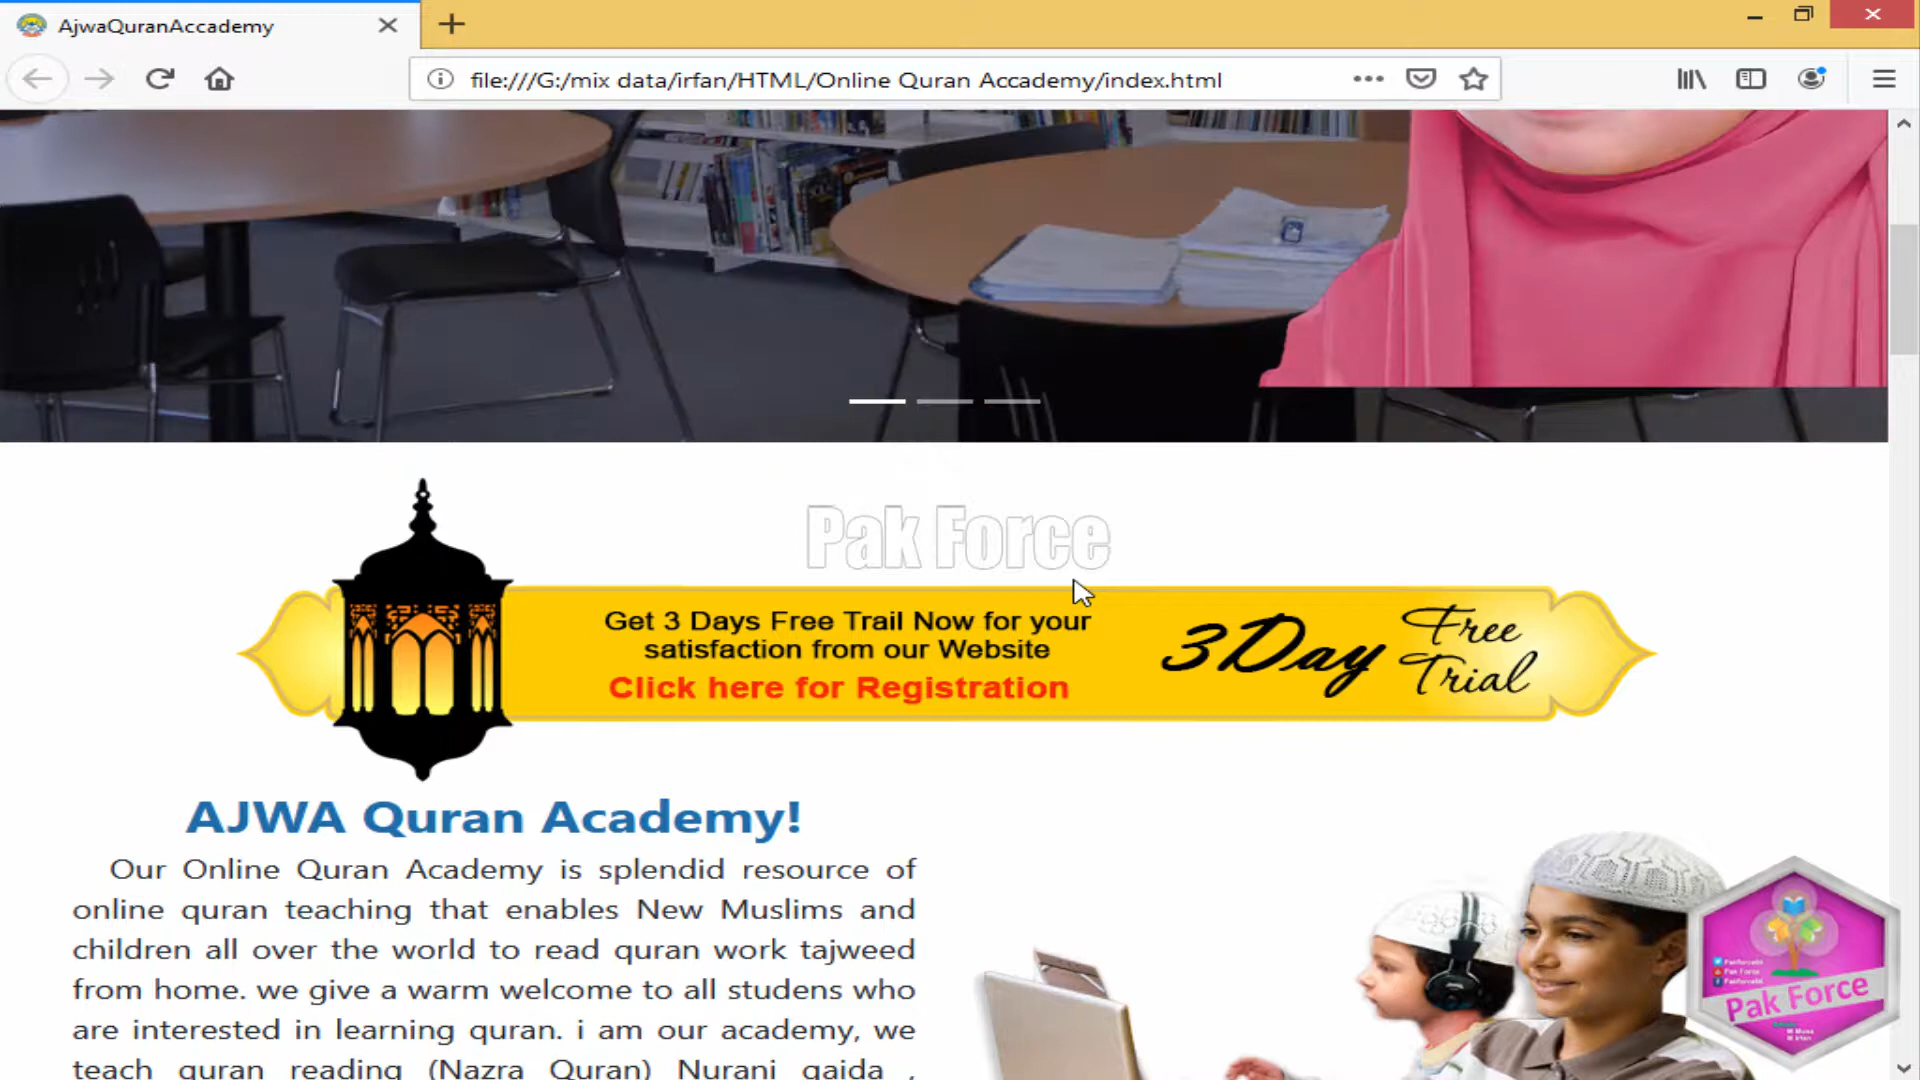 AjwaQuranAccademy
file:///G:/mix data/irfan/HTML/Online Quran Accademy/index.html
Pak Force
Get 3 Days Free Trail Now for your
satisfaction from our Website
Click here for Registration
3Day
Free
Trial
AJWA Quran Academy!
Our Online Quran Academy is splendid resource of
online quran teaching that enables New Muslims and
children all over the world to read quran work tajweed
from home. we give a warm welcome to all studens who
are interested in learning quran. i am our academy, we
teach quran reading (Nazra Quran) Nurani qaida ,
Pak Force
Pak Force